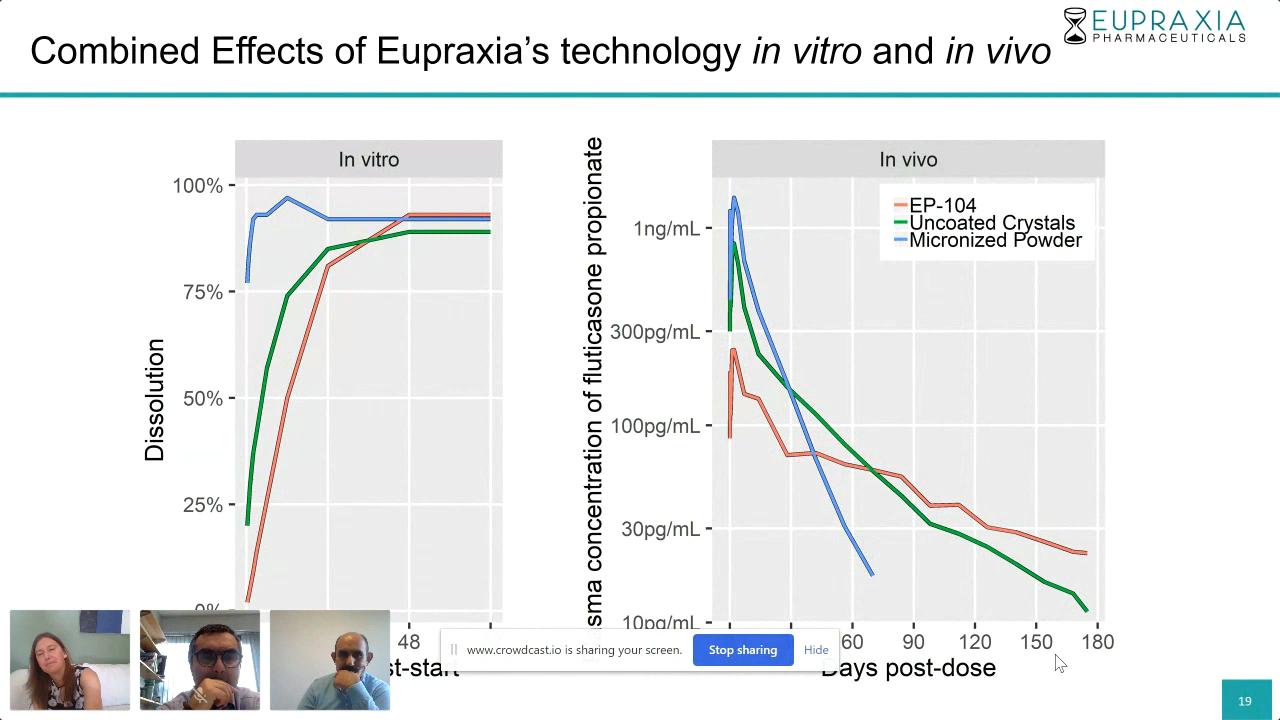 Combined Effects of Eupraxia's technology in vitro and in vivo
EUPRAXIA
PHARMACEUTICALS
In vitro
100%
75%
50%
25%
0%
Dissolution
48
st-start
In vivo
EP-104
Uncoated Crystals
Micronized Powder
1ng/mL
300pg/mL
100pg/mL
30pg/mL
10pg/mL
sma concentration of fluticasone propionate
60
90
120
150
180
Days post-dose
www.crowdcast.io is sharing your screen.
Stop sharing
Hide
19